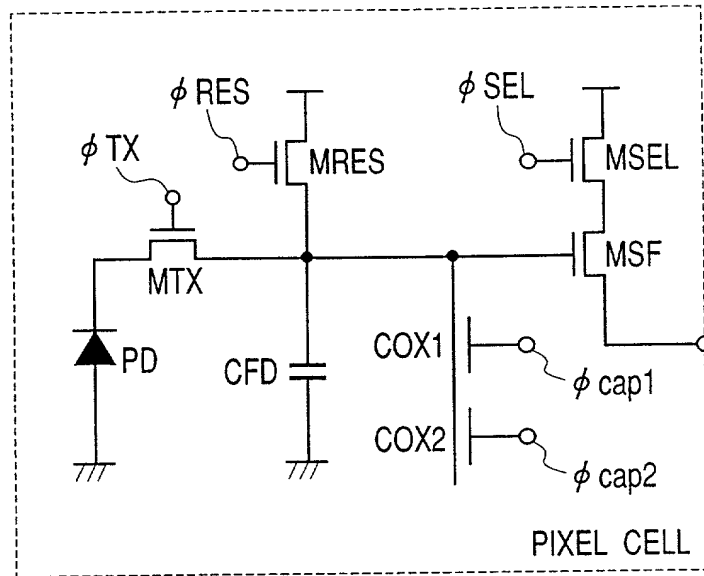 ϕ RES
ϕ SEL
ϕ TX
MRES
MSEL
MTX
MSF
PD
CFD
COX1
ϕ cap1
COX2
ϕ cap2
PIXEL CELL